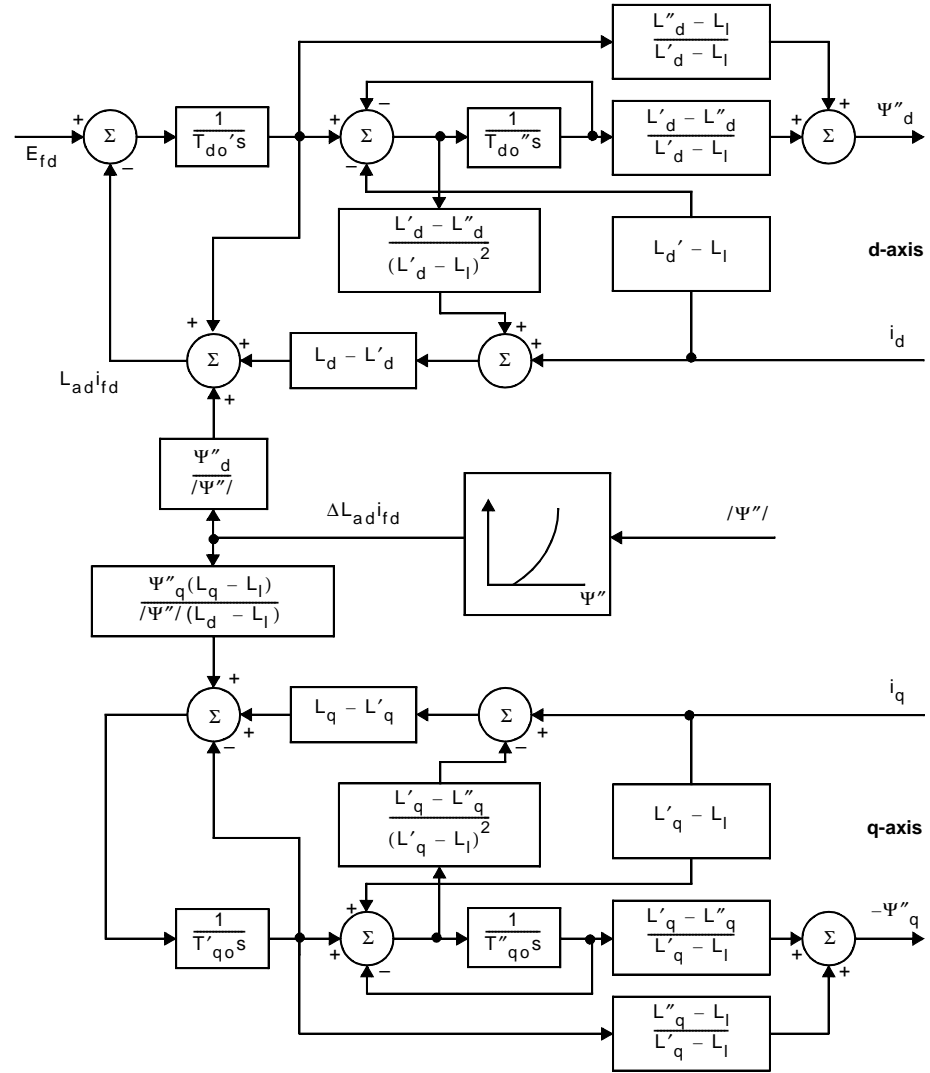 L″d – Ll
L′d – Ll
Ψ″d
+
+
+
–
Efd
Σ
–
1
Tdo′s
+
–
–
Σ
1
Tdo″s
L′d – L″d
L′d – Ll
+
Σ
L′d – L″d
(L′d – Ll)2
Ld′ – Ll
d-axis
id
+
+
+
Σ
Ladifd
+
Σ
+
Ld – L′d
+
Ψ″d
/Ψ″/
ΔLadifd
Ψ″
/Ψ″/
Ψ″q(Lq – Ll)
/Ψ″/(Ld – Ll)
+
Σ
+
–
Lq – L′q
Σ
+
–
iq
L′q – L″q
(L′q – Ll)2
L′q – Ll
q-axis
1
T′qos
+
+
–
Σ
1
T″qos
L′q – L″q
L′q – Ll
+
+
Σ
–Ψ″q
L″q – Ll
L′q – Ll